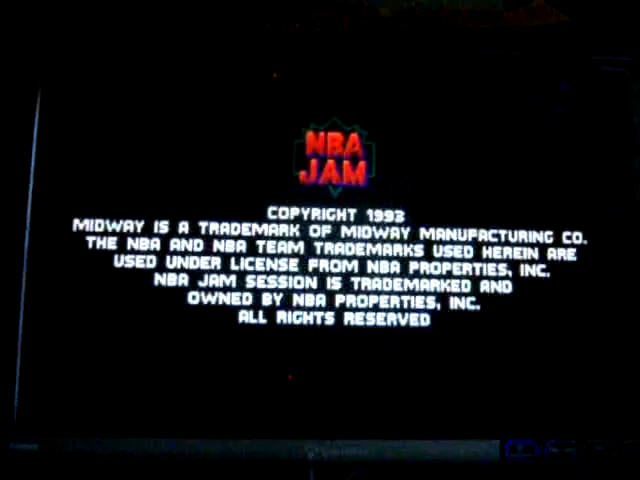 NBA
JAM
COPYRIGHT 1993
MIDWAY IS A TRADEMARK OF MIDWAY MANUFACTURING CO.
THE NBA AND NBA TEAM TRADEMARKS USED HEREIN ARE
USED UNDER LICENSE FROM NBA PROPERTIES, INC.
NBA JAM SESSION IS TRADEMARKED AND
OWNED BY NBA PROPERTIES, INC.
ALL RIGHTS RESERVED